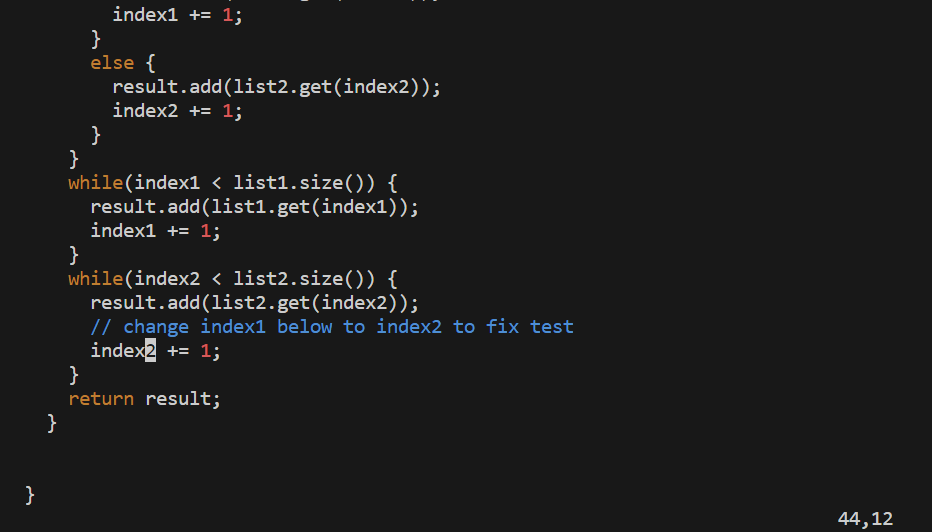 index1 += 1;
}
else {
result.add(list2.get(index2));
index2 += 1;
}
}
while(index1 < list1.size()) {
result.add(list1.get(index1));
index1 += 1;
}
while(index2 < list2.size()) {
result.add(list2.get(index2));
// change index1 below to index2 to fix test
index2 += 1;
}
return result;
}
}
44,12